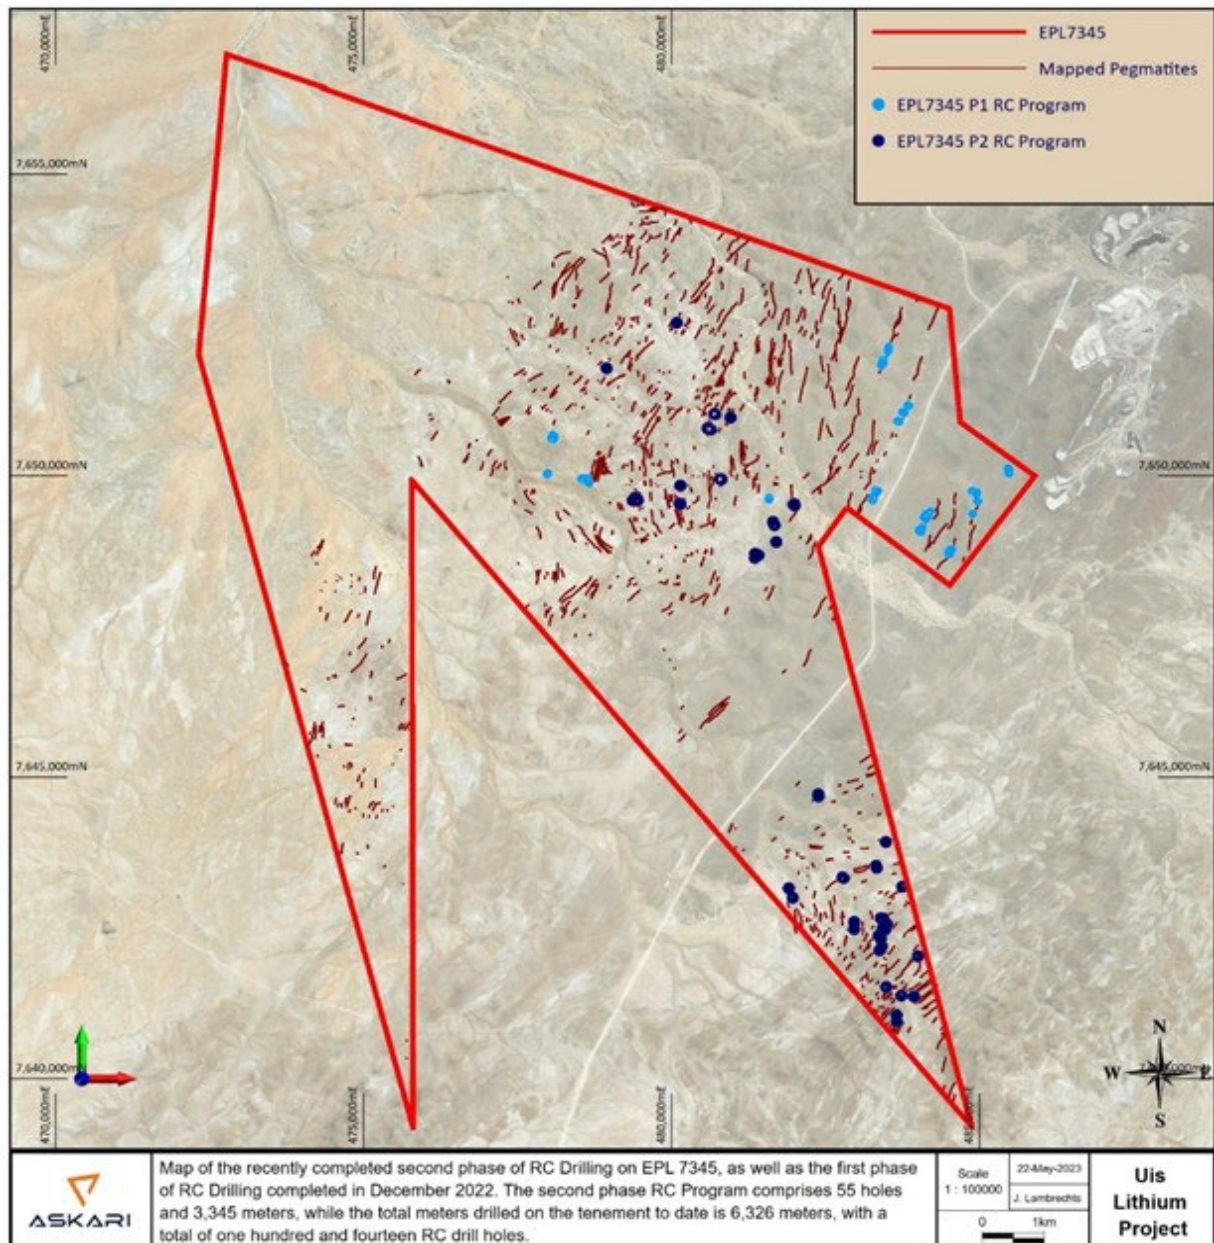 470,000mE
475,000mE
480,000mE
EPL7345
Mapped Pegmatites
EPL7345 P1 RC Program
EPL7345 P2 RC Program
7,655,000mN
7,650,000mN
7,650,000mN
7,645,000mN
7,645,000mN
7,640,000mN
N
W
E
S
470,000mE
475,000mE
480,000mE
ASKARI
Map of the recently completed second phase of RC Drilling on EPL 7345, as well as the first phase
of RC Drilling completed in December 2022. The second phase RC Program comprises 55 holes
and 3,345 meters, while the total meters drilled on the tenement to date is 6,326 meters, with a
total of one hundred and fourteen RC drill holes.
Scale
1 : 100000
22-May-2023
J. Lambrechts
0 1km
Uis
Lithium
Project